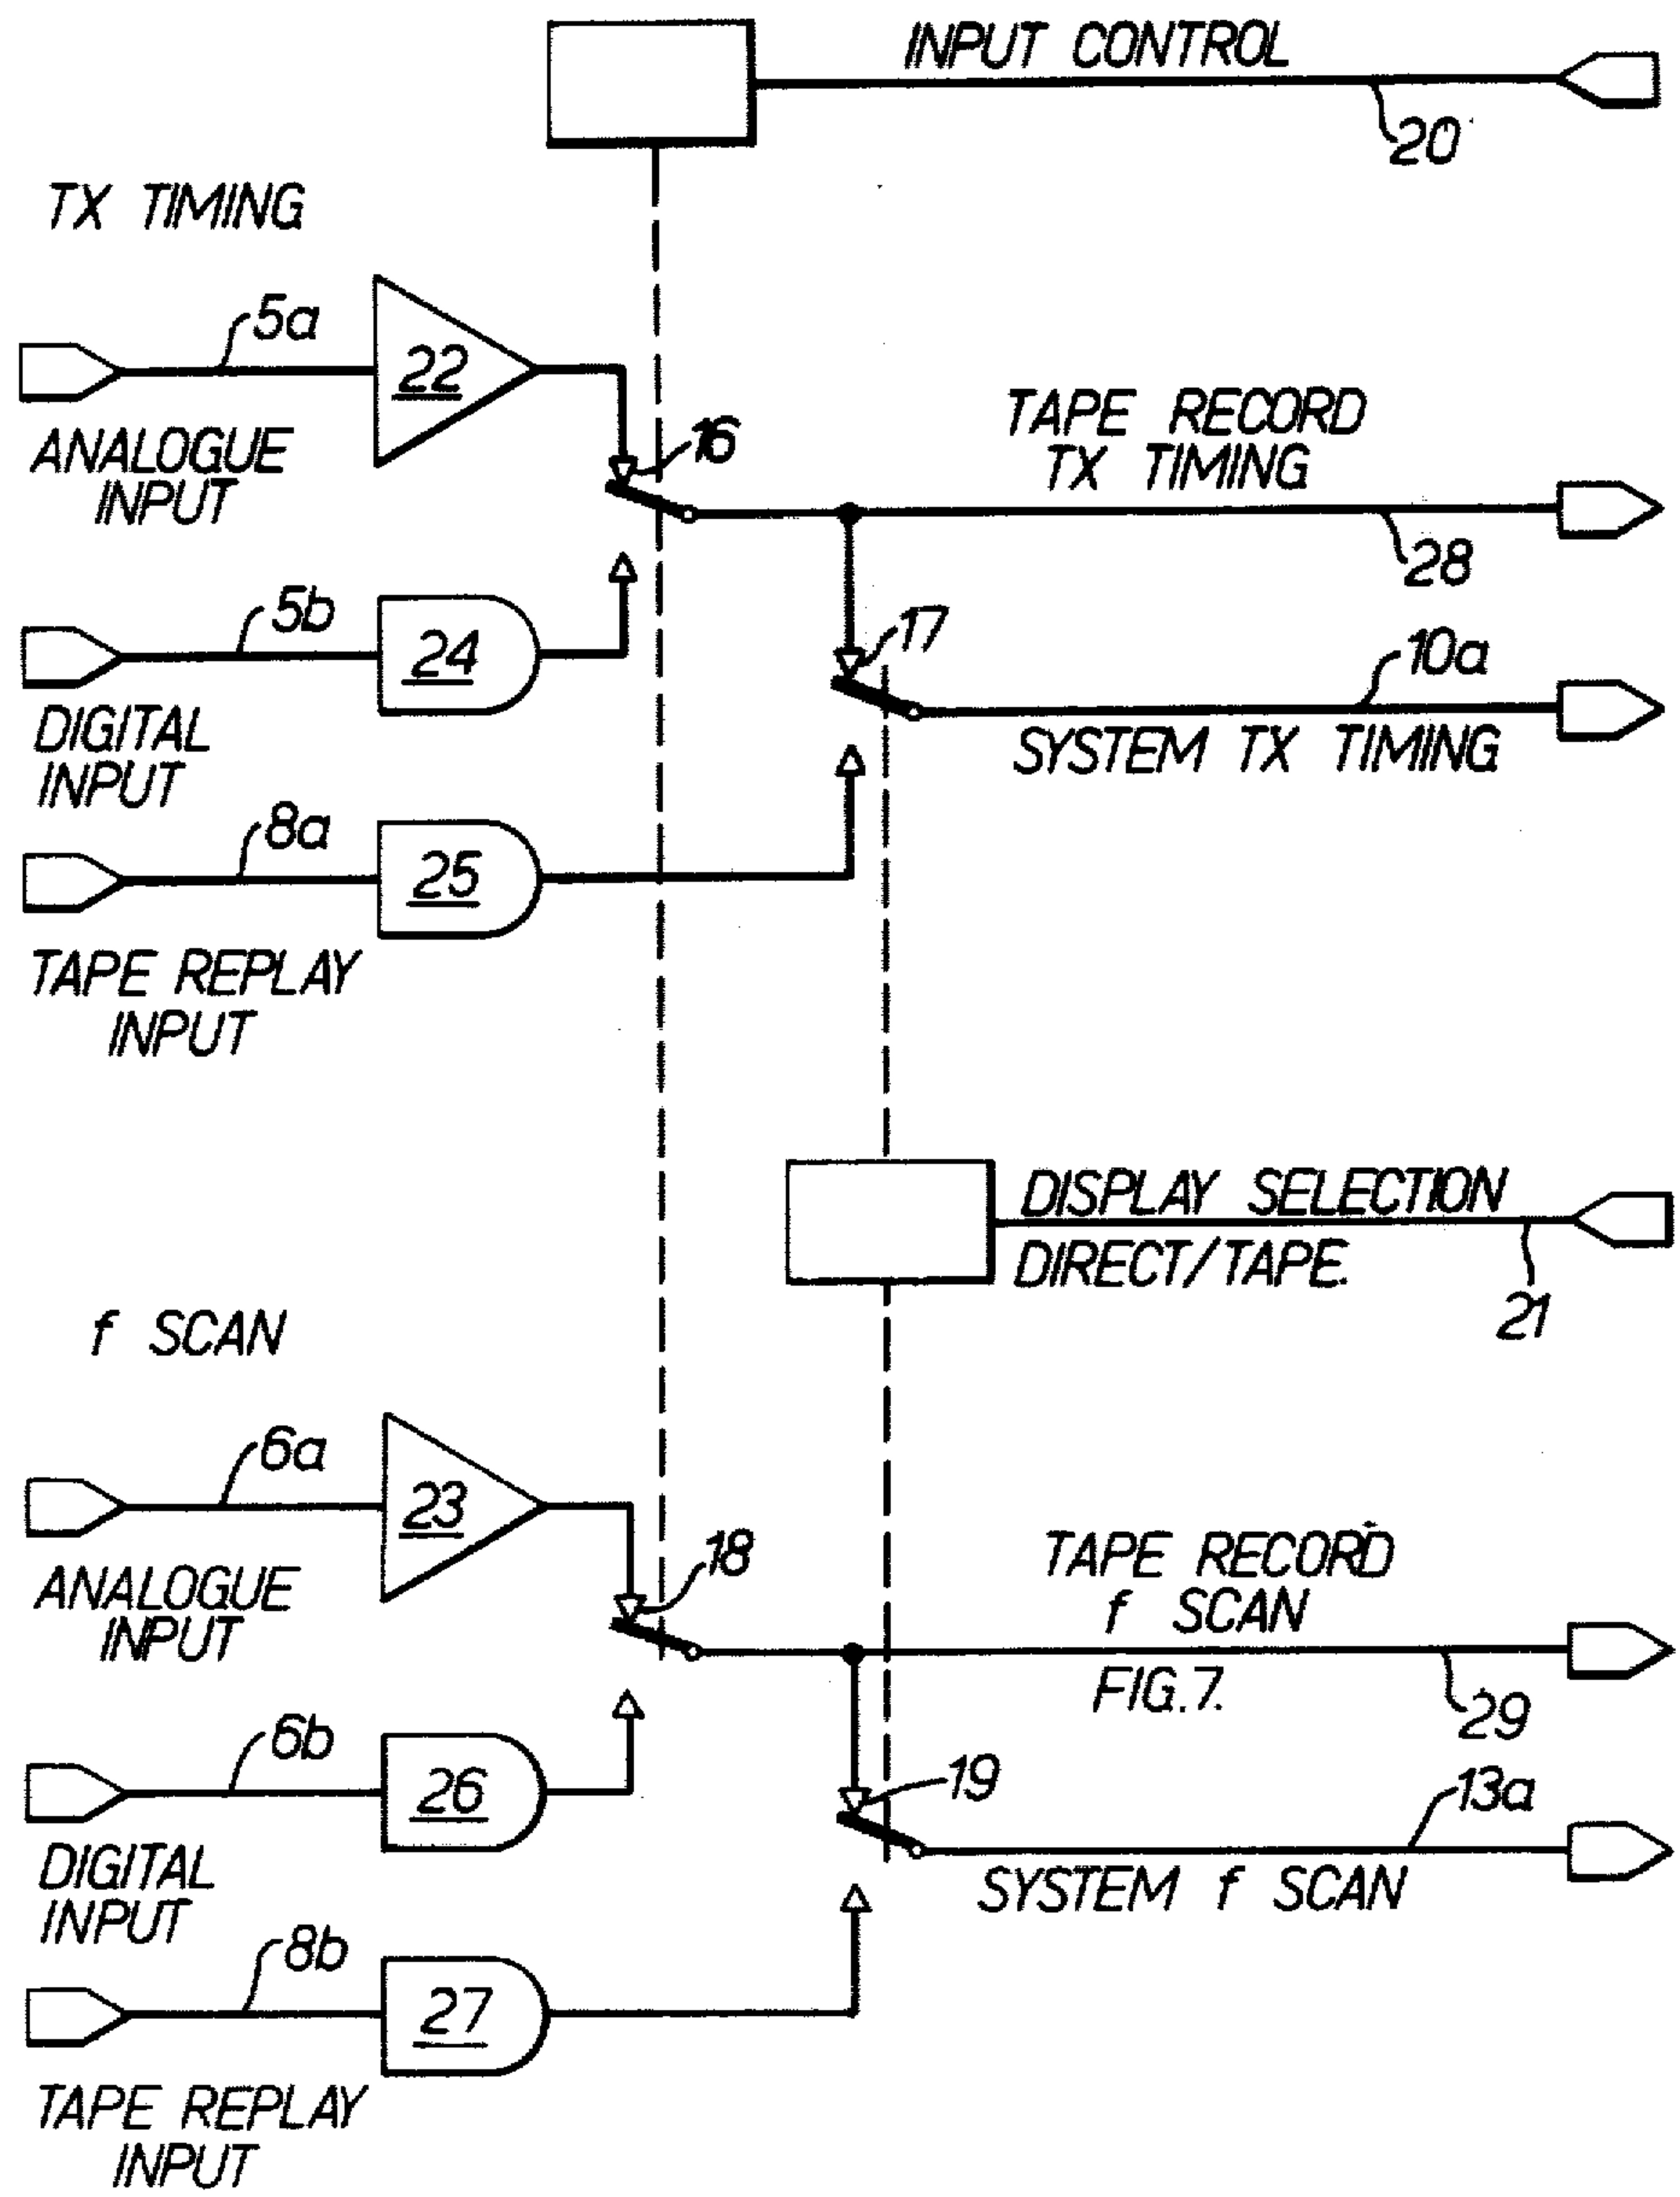 INPUT CONTROL
20
TX TIMING
5a
22
ANALOGUE
INPUT
16
TAPE RECORD
TX TIMING
28
5b
24
DIGITAL
INPUT
17
10a
SYSTEM TX TIMING
8a
25
TAPE REPLAY
INPUT
DISPLAY SELECTION
DIRECT/TAPE.
21
f SCAN
6a
23
ANALOGUE
INPUT
18
TAPE RECORD
f SCAN
FIG.7.
29
6b
26
DIGITAL
INPUT
19
13a
SYSTEM f SCAN
8b
27
TAPE REPLAY
INPUT